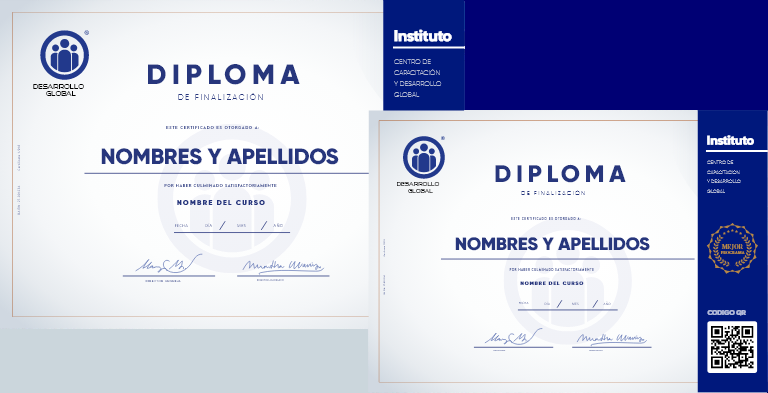 ®
DESARROLLO
GLOBAL
DIPLOMA
DE FINALIZACIÓN
ESTE CERTIFICADO ES OTORGADO A:
NOMBRES Y APELLIDOS
POR HABER CULMINADO SATISFACTORIAMENTE
NOMBRE DEL CURSO
FECHA DÍA / MES / AÑO
Instituto
CENTRO DE
CAPACITACIÓN
Y DESARROLLO
GLOBAL
®
DESARROLLO
GLOBAL
DIPLOMA
DE FINALIZACIÓN
ESTE CERTIFICADO ES OTORGADO A:
NOMBRES Y APELLIDOS
POR HABER CULMINADO SATISFACTORIAMENTE
NOMBRE DEL CURSO
FECHA DÍA / MES / AÑO
Instituto
CENTRO DE
CAPACITACIÓN
Y DESARROLLO
GLOBAL
MEJOR
PROGRAMA
CODIGO QR